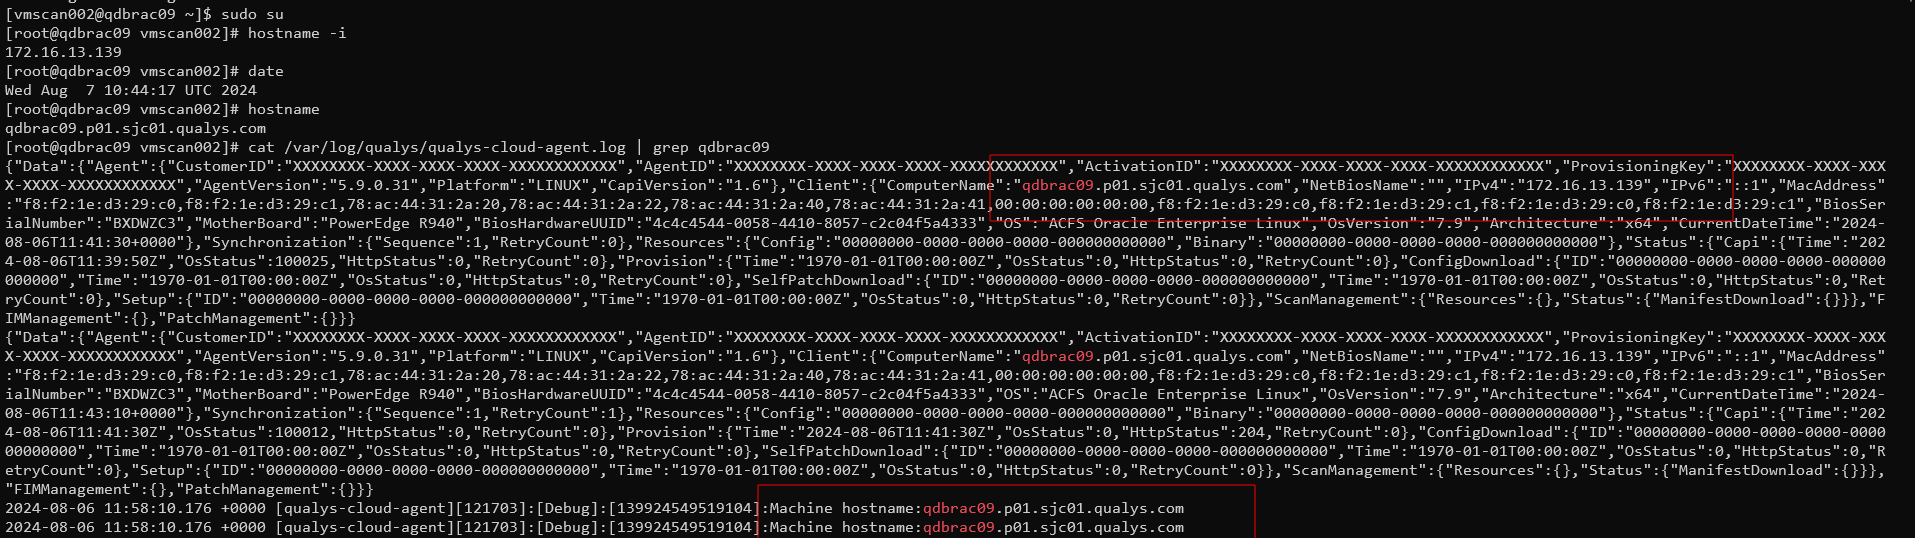 [vmscan002@qdbrac09 ~]$ sudo su
[root@qdbrac09 vmscan002]# hostname -i
172.16.13.139
[root@qdbrac09 vmscan002]# date
Wed Aug  7 10:44:17 UTC 2024
[root@qdbrac09 vmscan002]# hostname
qdbrac09.p01.sjc01.qualys.com
[root@qdbrac09 vmscan002]# cat /var/log/qualys/qualys-cloud-agent.log | grep qdbrac09
{"Data":{"Agent":{"CustomerID":"XXXXXXXX-XXXX-XXXX-XXXX-XXXXXXXXXXXX","AgentID":"XXXXXXXX-XXXX-XXXX-XXXX-XXXXXXXXXXXX","ActivationID":"XXXXXXXX-XXXX-XXXX-XXXX-XXXXXXXXXXXX","ProvisioningKey":"XXXXXXXX-XXXX-XXX
X-XXXX-XXXXXXXXXXXX","AgentVersion":"5.9.0.31","Platform":"LINUX","CapiVersion":"1.6"},"Client":{"ComputerName":"qdbrac09.p01.sjc01.qualys.com","NetBiosName":"","IPv4":"172.16.13.139","IPv6":"::1","MacAddress"
:"f8:f2:1e:d3:29:c0,f8:f2:1e:d3:29:c1,78:ac:44:31:2a:20,78:ac:44:31:2a:22,78:ac:44:31:2a:40,78:ac:44:31:2a:41,00:00:00:00:00:00,f8:f2:1e:d3:29:c0,f8:f2:1e:d3:29:c1,f8:f2:1e:d3:29:c0,f8:f2:1e:d3:29:c1","BiosSer
ialNumber":"BXDWZC3","MotherBoard":"PowerEdge R940","BiosHardwareUUID":"4c4c4544-0058-4410-8057-c2c04f5a4333","OS":"ACFS Oracle Enterprise Linux","OsVersion":"7.9","Architecture":"x64","CurrentDateTime":"2024-
08-06T11:41:30+0000"},"Synchronization":{"Sequence":1,"RetryCount":0},"Resources":{"Config":"00000000-0000-0000-0000-000000000000","Binary":"00000000-0000-0000-0000-000000000000"},"Status":{"Capi":{"Time":"202
4-08-06T11:39:50Z","OsStatus":100025,"HttpStatus":0,"RetryCount":0},"Provision":{"Time":"1970-01-01T00:00:00Z","OsStatus":0,"HttpStatus":0,"RetryCount":0},"ConfigDownload":{"ID":"00000000-0000-0000-0000-000000
000000","Time":"1970-01-01T00:00:00Z","OsStatus":0,"HttpStatus":0,"RetryCount":0},"SelfPatchDownload":{"ID":"00000000-0000-0000-0000-000000000000","Time":"1970-01-01T00:00:00Z","OsStatus":0,"HttpStatus":0,"Ret
ryCount":0},"Setup":{"ID":"00000000-0000-0000-0000-000000000000","Time":"1970-01-01T00:00:00Z","OsStatus":0,"HttpStatus":0,"RetryCount":0}},"ScanManagement":{"Resources":{},"Status":{"ManifestDownload":{}}},"F
IMManagement":{},"PatchManagement":{}}}
{"Data":{"Agent":{"CustomerID":"XXXXXXXX-XXXX-XXXX-XXXX-XXXXXXXXXXXX","AgentID":"XXXXXXXX-XXXX-XXXX-XXXX-XXXXXXXXXXXX","ActivationID":"XXXXXXXX-XXXX-XXXX-XXXX-XXXXXXXXXXXX","ProvisioningKey":"XXXXXXXX-XXXX-XXX
X-XXXX-XXXXXXXXXXXX","AgentVersion":"5.9.0.31","Platform":"LINUX","CapiVersion":"1.6"},"Client":{"ComputerName":"qdbrac09.p01.sjc01.qualys.com","NetBiosName":"","IPv4":"172.16.13.139","IPv6":"::1","MacAddress"
:"f8:f2:1e:d3:29:c0,f8:f2:1e:d3:29:c1,78:ac:44:31:2a:20,78:ac:44:31:2a:22,78:ac:44:31:2a:40,78:ac:44:31:2a:41,00:00:00:00:00:00,f8:f2:1e:d3:29:c0,f8:f2:1e:d3:29:c1,f8:f2:1e:d3:29:c0,f8:f2:1e:d3:29:c1","BiosSer
ialNumber":"BXDWZC3","MotherBoard":"PowerEdge R940","BiosHardwareUUID":"4c4c4544-0058-4410-8057-c2c04f5a4333","OS":"ACFS Oracle Enterprise Linux","OsVersion":"7.9","Architecture":"x64","CurrentDateTime":"2024-
08-06T11:43:10+0000"},"Synchronization":{"Sequence":1,"RetryCount":1},"Resources":{"Config":"00000000-0000-0000-0000-000000000000","Binary":"00000000-0000-0000-0000-000000000000"},"Status":{"Capi":{"Time":"202
4-08-06T11:41:30Z","OsStatus":100012,"HttpStatus":0,"RetryCount":0},"Provision":{"Time":"2024-08-06T11:41:30Z","OsStatus":0,"HttpStatus":204,"RetryCount":0},"ConfigDownload":{"ID":"00000000-0000-0000-0000-0000
00000000","Time":"1970-01-01T00:00:00Z","OsStatus":0,"HttpStatus":0,"RetryCount":0},"SelfPatchDownload":{"ID":"00000000-0000-0000-0000-000000000000","Time":"1970-01-01T00:00:00Z","OsStatus":0,"HttpStatus":0,"R
etryCount":0},"Setup":{"ID":"00000000-0000-0000-0000-000000000000","Time":"1970-01-01T00:00:00Z","OsStatus":0,"HttpStatus":0,"RetryCount":0}},"ScanManagement":{"Resources":{},"Status":{"ManifestDownload":{}}},
"FIMManagement":{},"PatchManagement":{}}}
2024-08-06 11:58:10.176 +0000 [qualys-cloud-agent][121703]:[Debug]:[139924549519104]:Machine hostname:qdbrac09.p01.sjc01.qualys.com
2024-08-06 11:58:10.176 +0000 [qualys-cloud-agent][121703]:[Debug]:[139924549519104]:Machine hostname:qdbrac09.p01.sjc01.qualys.com